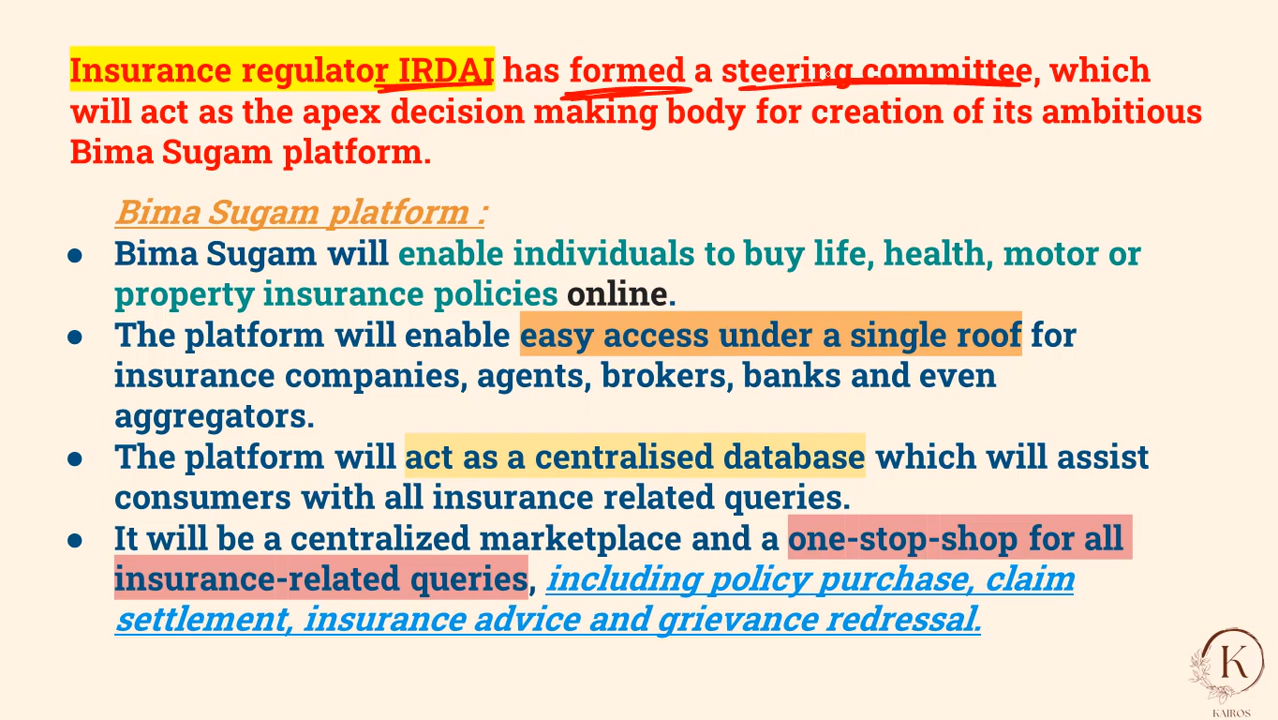 Insurance regulator IRDAI has formed a steering committee, which
will act as the apex decision making body for creation of its ambitious
Bima Sugam platform.
Bima Sugam platform :
● Bima Sugam will enable individuals to buy life, health, motor or
property insurance policies online.
● The platform will enable easy access under a single roof for
insurance companies, agents, brokers, banks and even
aggregators.
● The platform will act as a centralised database which will assist
consumers with all insurance related queries.
● It will be a centralized marketplace and a one-stop-shop for all
insurance-related queries, including policy purchase, claim
settlement, insurance advice and grievance redressal.
K
KAIROS